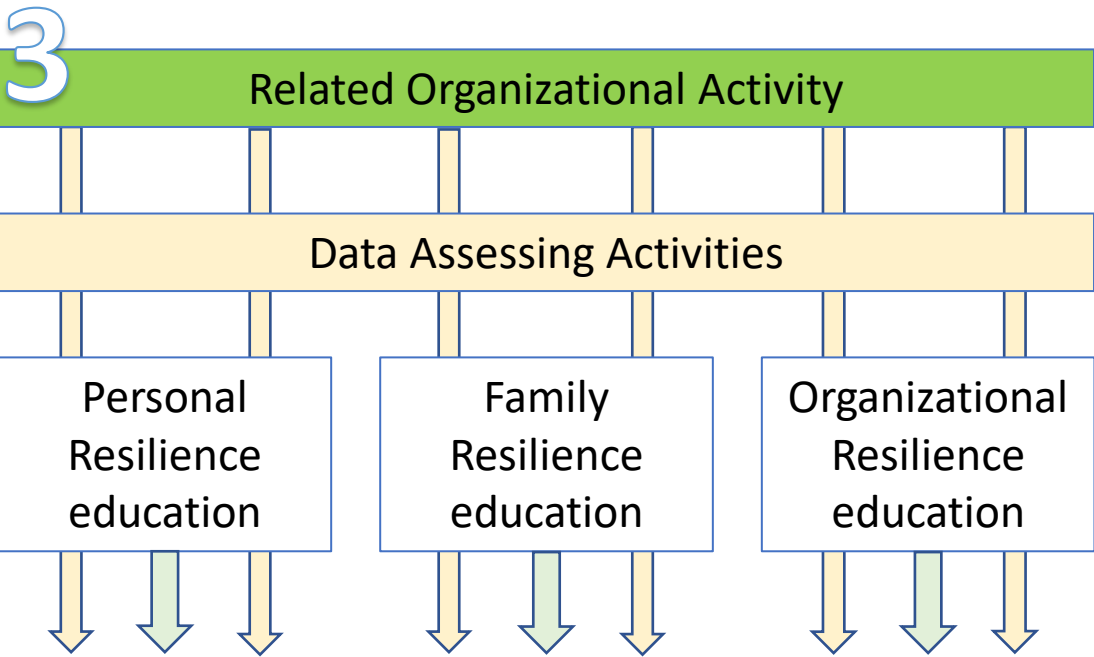 3
Related Organizational Activity
Data Assessing Activities
Personal
Resilience
education
Family
Resilience
education
Organizational
Resilience
education